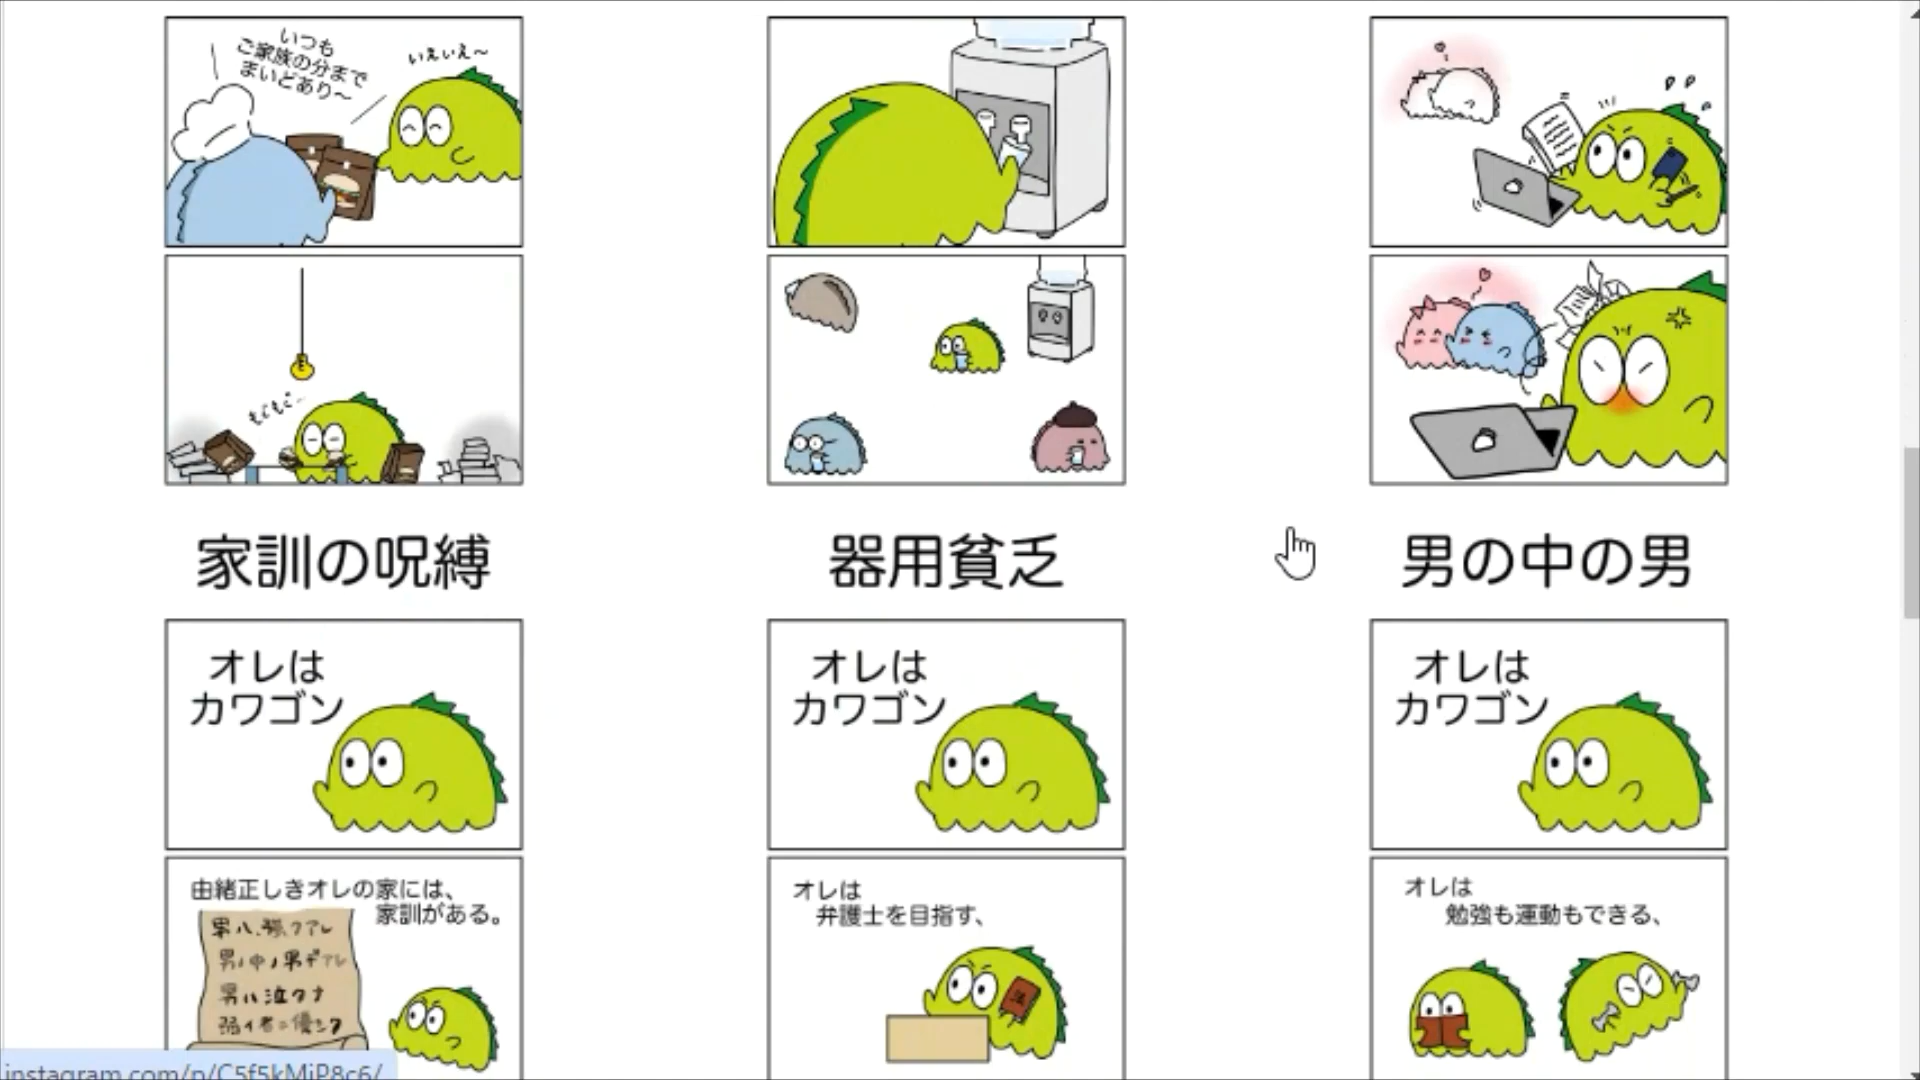 いつも
ご家族の分まで
まいどあり～
いえいえ～
もぐもぐ…
家訓の呪縛
器用貧乏
男の中の男
オレは
カワゴン
オレは
カワゴン
オレは
カワゴン
由緒正しきオレの家には、
家訓がある。
男ハ強クアレ
男ノ中ノ男デアレ
男ハ泣クナ
弱イ者ニ優シク
オレは
弁護士を目指す、
法
オレは
勉強も運動もできる、
instagram.com/p/C5f5kMiP8c6/